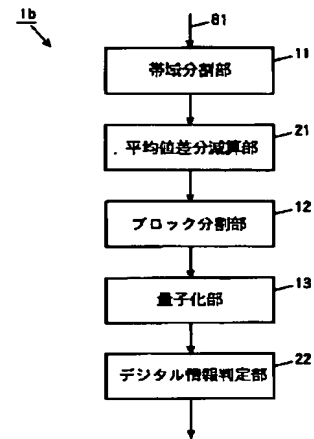 1b
81
帯域分割部
11
平均値差分減算部
21
ブロック分割部
12
量子化部
13
デジタル情報判定部
22